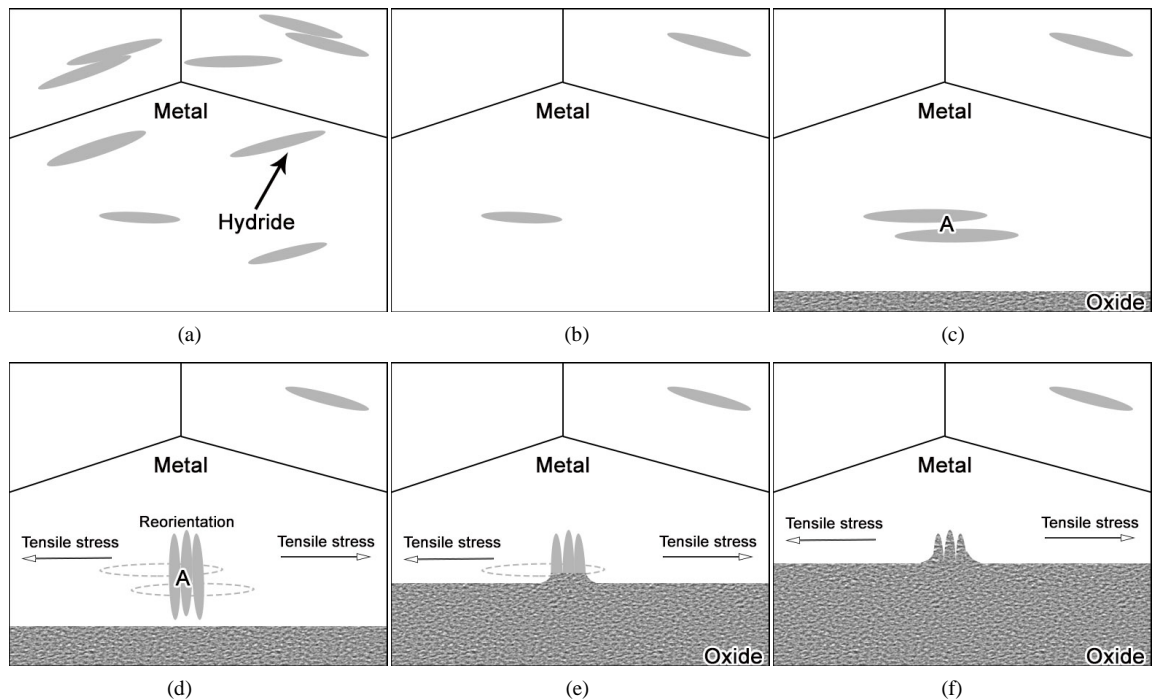 Metal
Hydride
(a)
Metal
(b)
Metal
A
Oxide
(c)
Metal
Reorientation
Tensile stress
Tensile stress
A
(d)
Metal
Tensile stress
Tensile stress
Oxide
(e)
Metal
Tensile stress
Tensile stress
Oxide
(f)